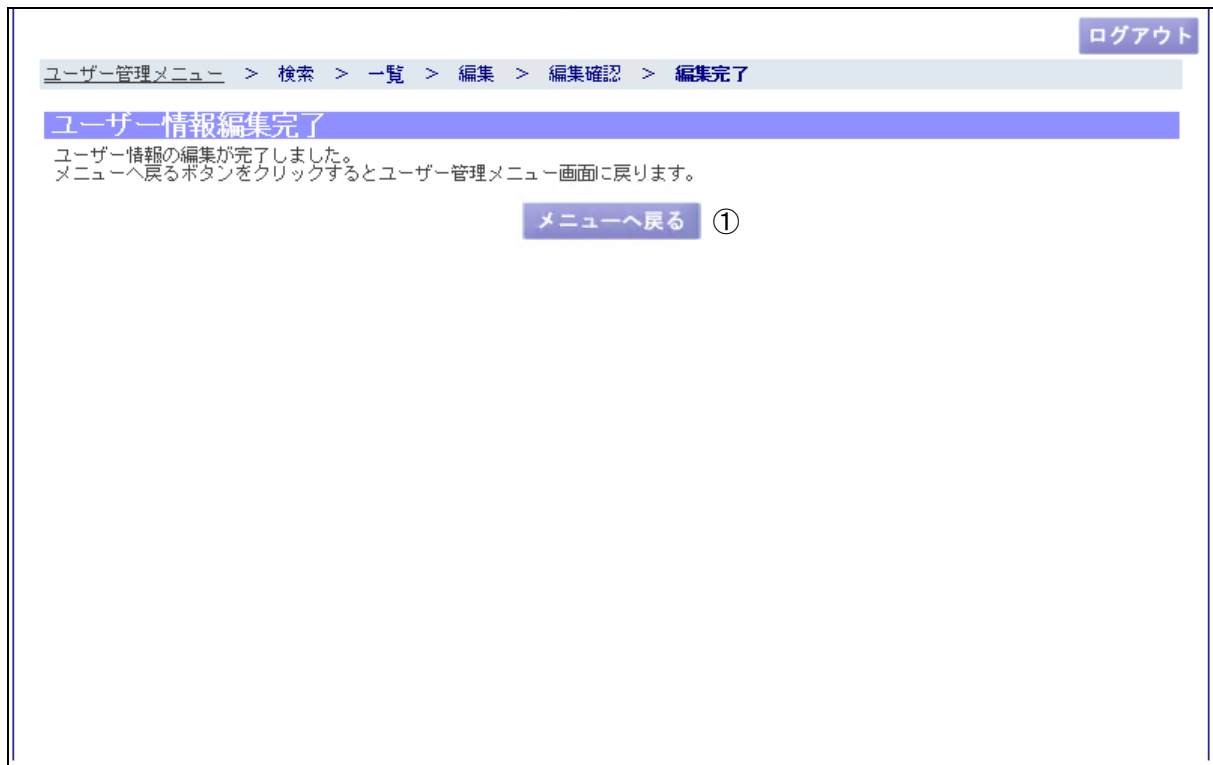 ログアウト
ユーザー管理メニュー > 検索 > 一覧 > 編集 > 編集確認 > 編集完了
ユーザー情報編集完了
ユーザー情報の編集が完了しました。
メニューへ戻るボタンをクリックするとユーザー管理メニュー画面に戻ります。
メニューへ戻る ①